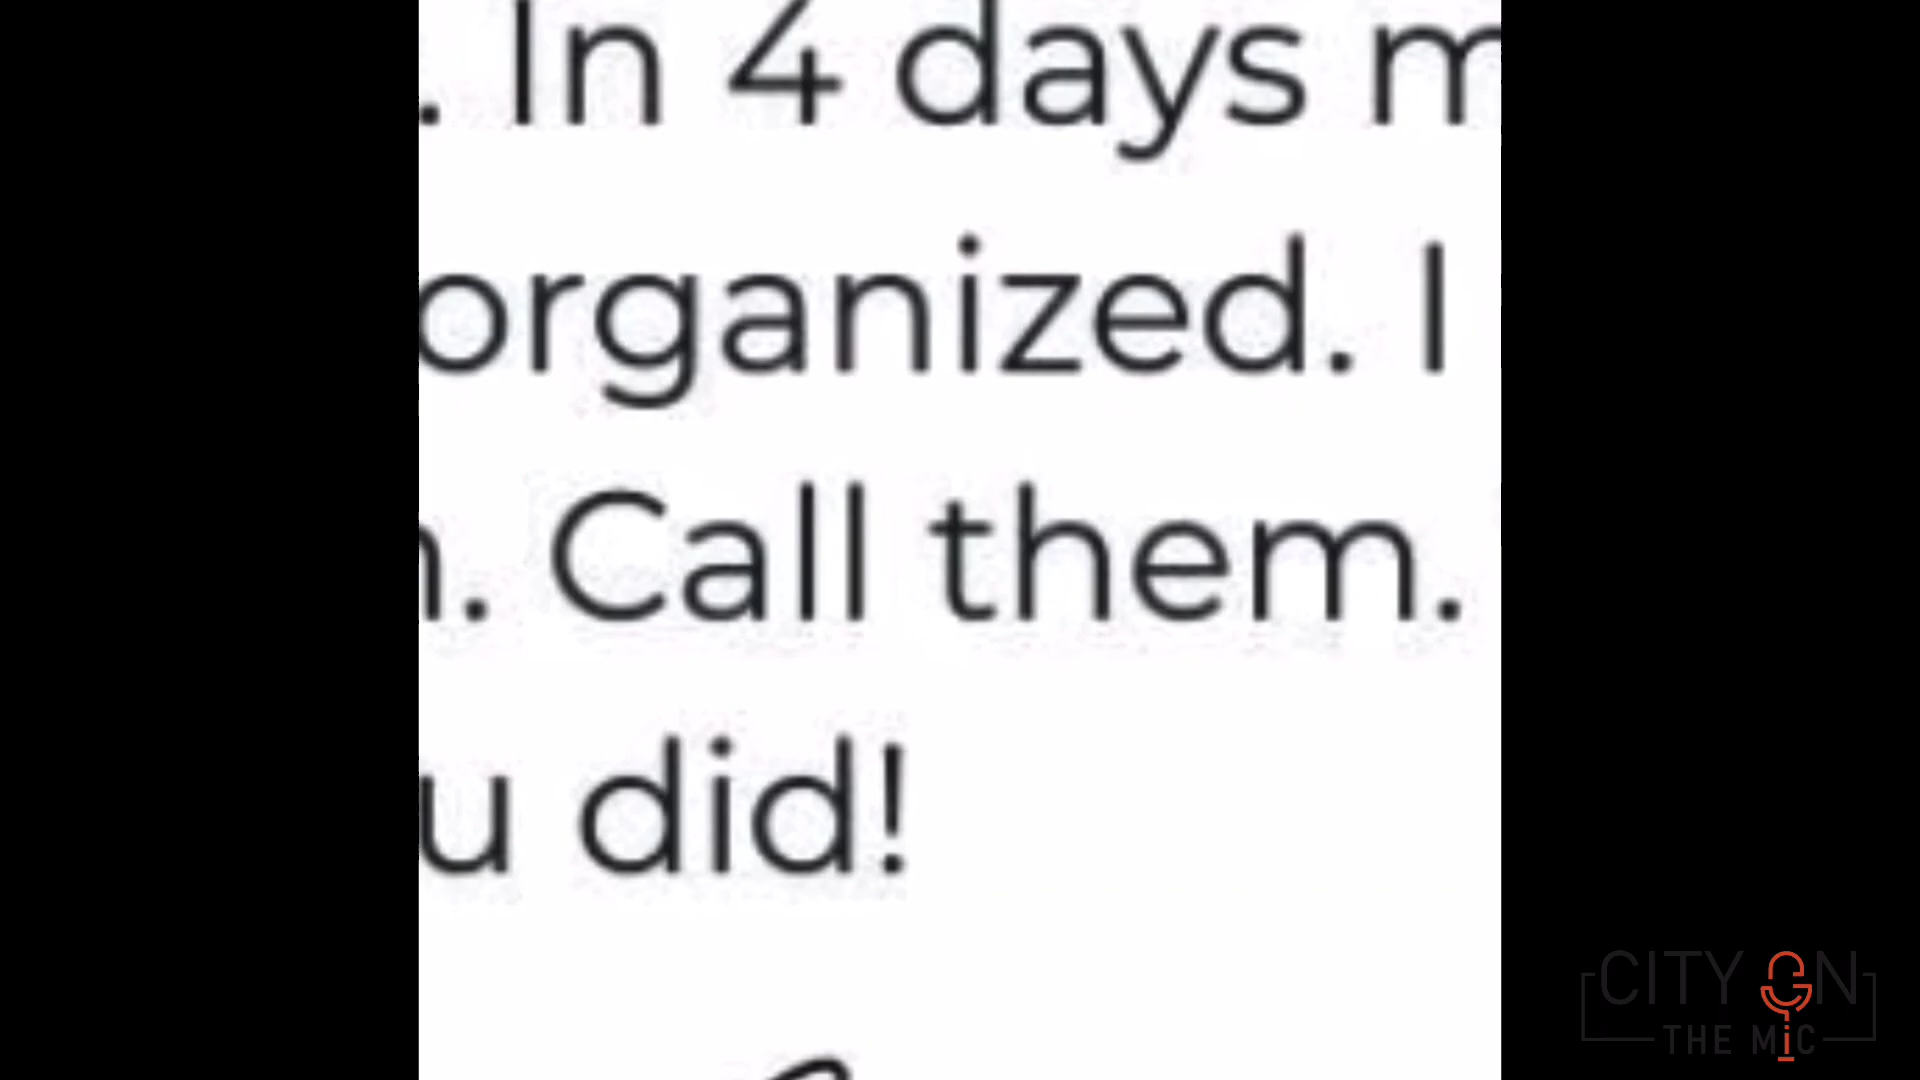 . In 4 days
organized. I
. Call them.
did!
CITY ON
THE MIC